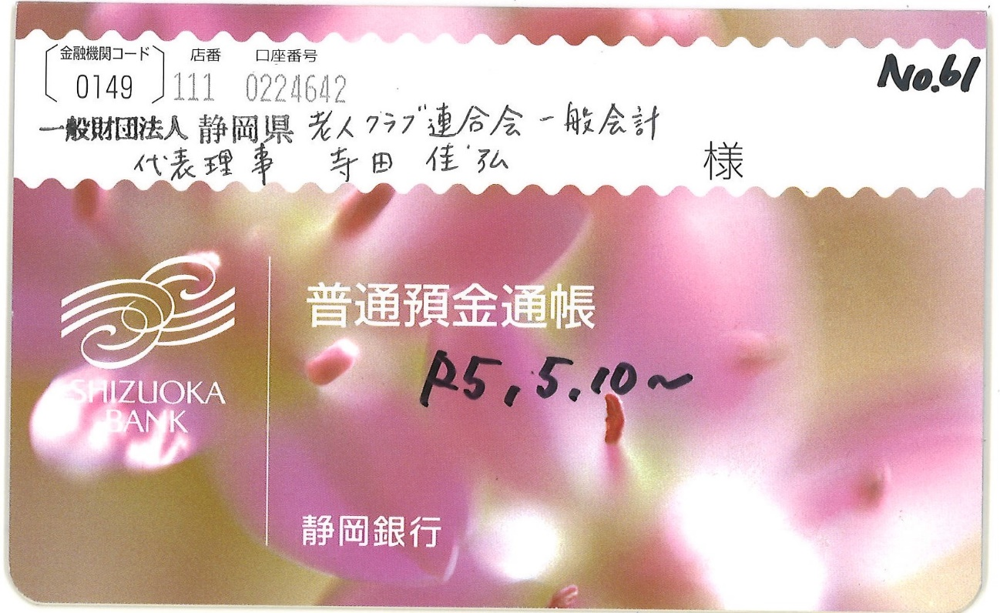 金融機関コード 店番 口座番号
0149 111 0224642
No.61
一般財団法人 静岡県 老人クラブ連合会 一般会計
代表理事 寺田 佳弘 様
普通預金通帳
R5.5.10~
SHIZUOKA
BANK
静岡銀行